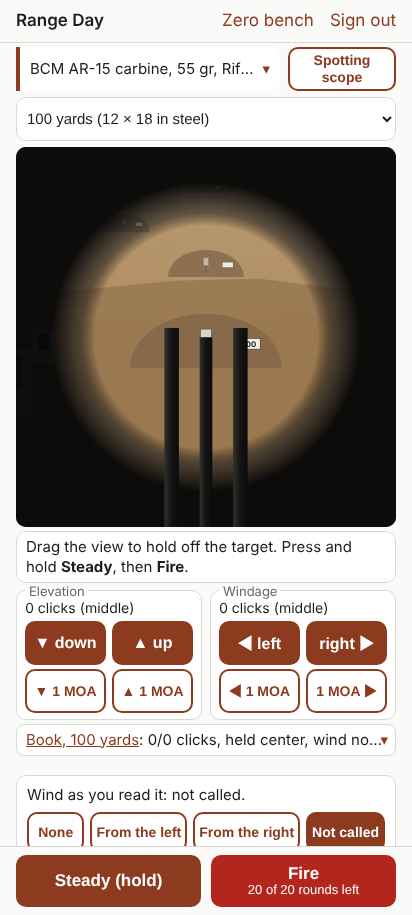 Range Day
Zero bench
Sign out
BCM AR-15 carbine, 55 gr, Rif... ▼
Spotting
scope
100 yards (12 × 18 in steel)
Drag the view to hold off the target. Press and
hold Steady, then Fire.
Elevation
0 clicks (middle)
▼ down
▲ up
▼ 1 MOA
▲ 1 MOA
Windage
0 clicks (middle)
◀ left
right ▶
◀ 1 MOA
1 MOA ▶
Book, 100 yards: 0/0 clicks, held center, wind no...▾
Wind as you read it: not called.
None
From the left
From the right
Not called
Steady (hold)
Fire
20 of 20 rounds left